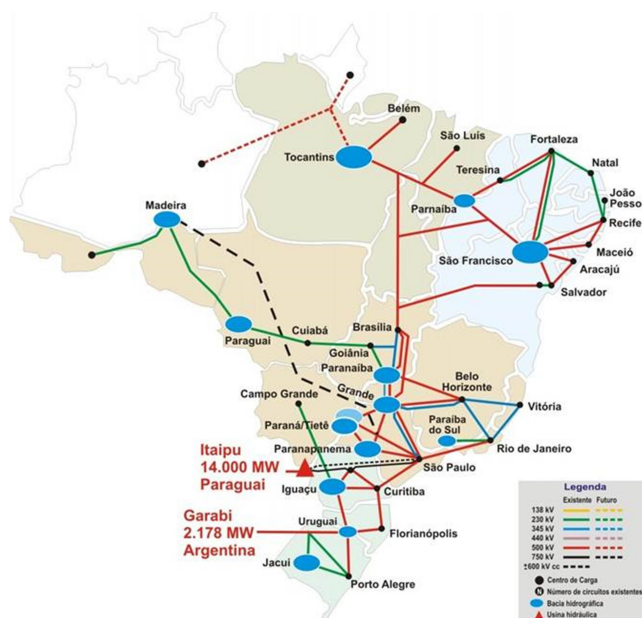 Belém
São Luís
Fortaleza
Tocantins
Teresina
Natal
João
Pesso
Parnaíba
Recife
Madeira
Maceió
São Francisco
Aracajú
Salvador
Brasília
Paraguai
Cuiabá
Goiânia
Paranaíba
Belo
Horizonte
Grande
Campo Grande
Vitória
Paraíba
do Sul
Paraná/Tietê
Rio de Janeiro
Paranapanema
São Paulo
Itaipu
14.000 MW
Paraguai
Iguaçu
Curitiba
Garabi
2.178 MW
Argentina
Uruguai
Florianópolis
Jacui
Porto Alegre
Legenda
Existente Futuro
138 kV
230 kV
345 kV
440 kV
500 kV
750 kV
±600 kV cc
Centro de Carga
N Número de circuitos existentes
Bacia hidrográfica
Usina hidráulica